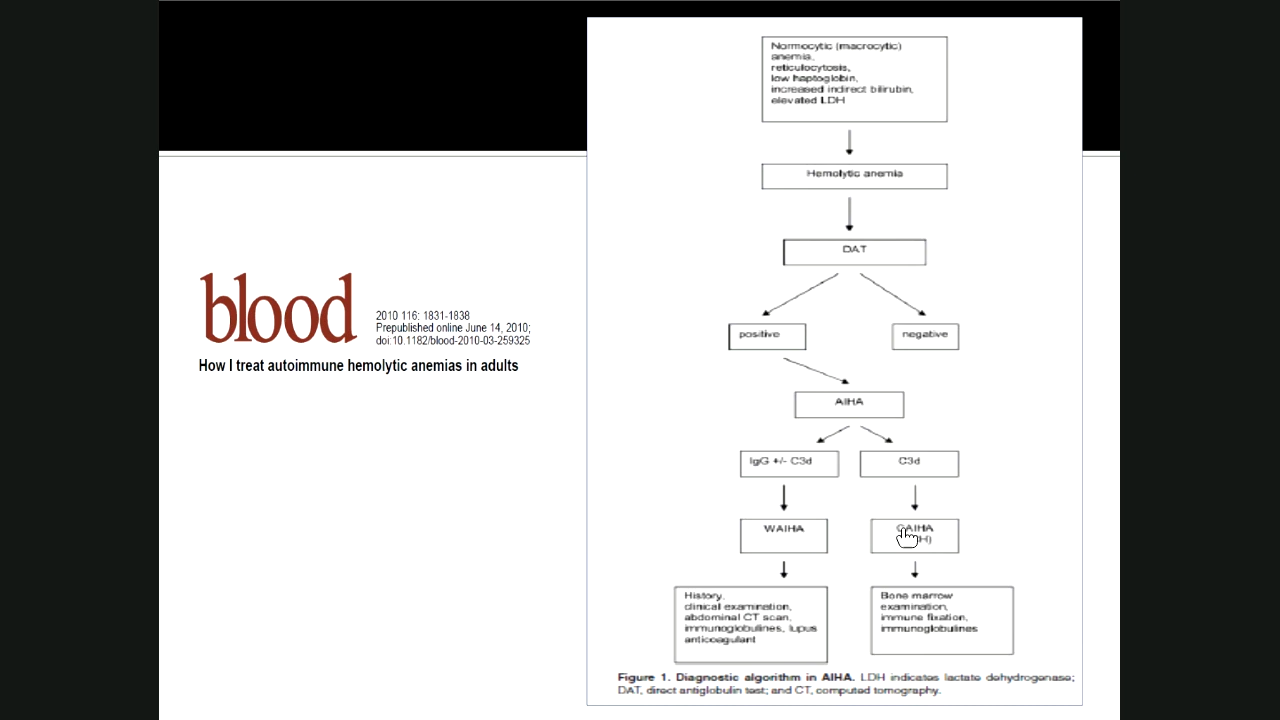 blood
2010 116: 1831-1838
Prepublished online June 14, 2010;
doi:10.1182/blood-2010-03-259325
How I treat autoimmune hemolytic anemias in adults
Normocytic (macrocytic)
anemia,
reticulocytosis,
low haptoglobin,
increased indirect bilirubin,
elevated LDH
Hemolytic anemia
DAT
positive
negative
AIHA
IgG +/- C3d
C3d
WAIHA
CAIHA
History,
clinical examination,
abdominal CT scan,
immunoglobulines, lupus
anticoagulant
Bone marrow
examination,
immune fixation,
immunoglobulines
Figure 1. Diagnostic algorithm in AIHA. LDH indicates lactate dehydrogenase;
DAT, direct antiglobulin test; and CT, computed tomography.